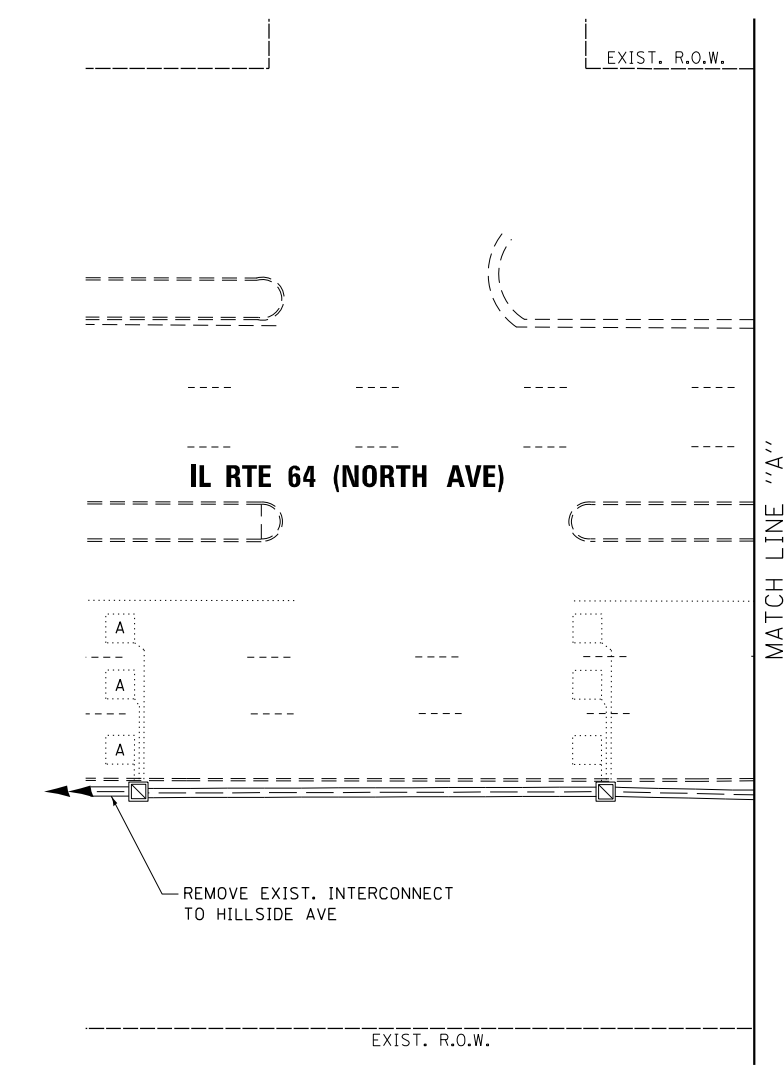 EXIST. R.O.W.
IL RTE 64 (NORTH AVE)
MATCH LINE "A"
A
A
A
REMOVE EXIST. INTERCONNECT
TO HILLSIDE AVE
EXIST. R.O.W.